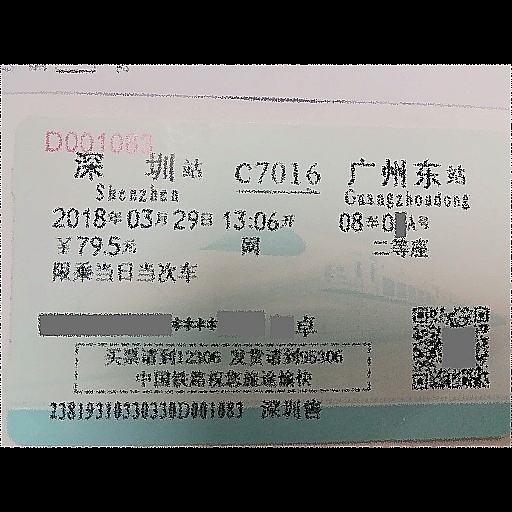 D001083
深 圳 站 C7016 广州东 站
Shenzhen Guangzhoudong
2018年03月29日13:06开 08车0 A号
￥79.5元 网 二等座
限乘当日当次车
**** 卓
买票请到12306 发货请到95306
中国铁路祝您旅途愉快
23819310330330D001083 深圳售